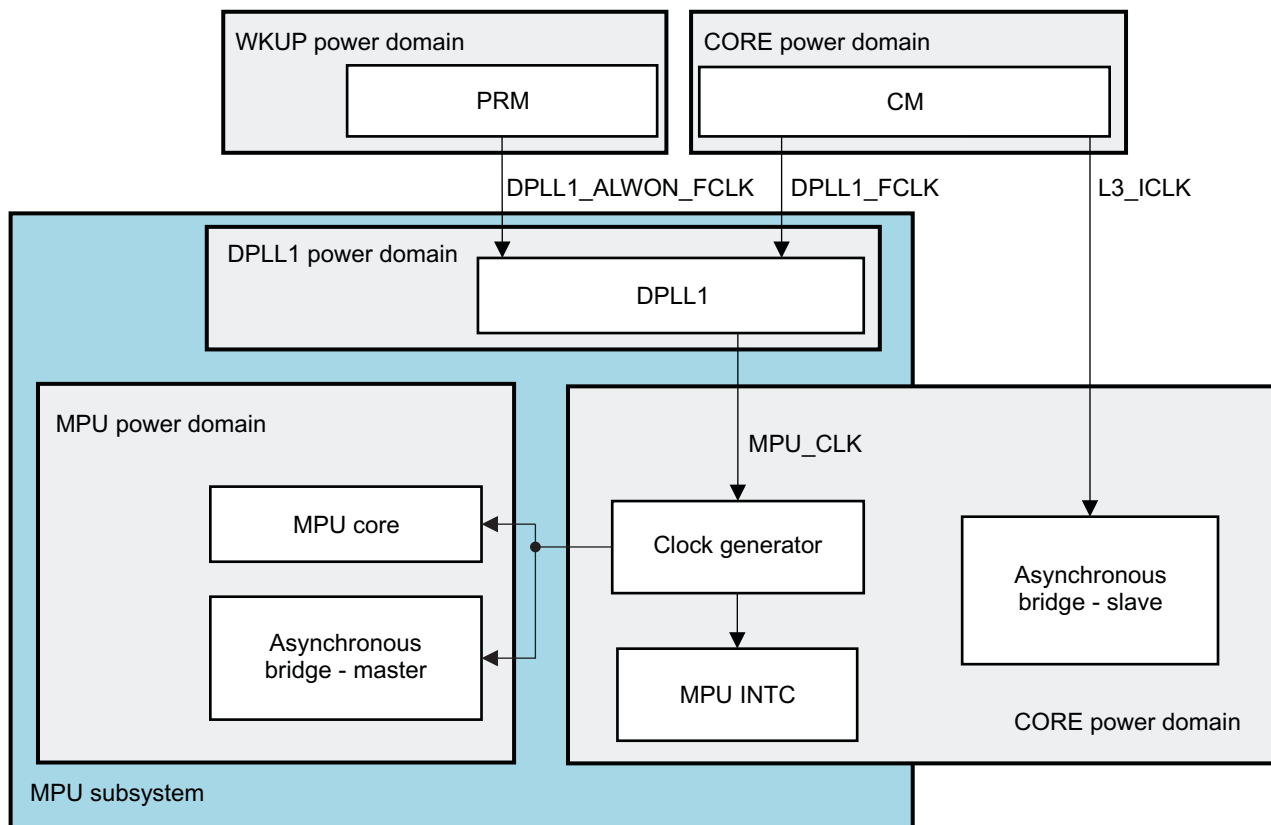 WKUP power domain
CORE power domain
PRM
CM
DPLL1_ALWON_FCLK
DPLL1_FCLK
L3_ICLK
DPLL1 power domain
DPLL1
MPU power domain
MPU_CLK
MPU core
Clock generator
Asynchronous
bridge - slave
Asynchronous
bridge - master
MPU INTC
CORE power domain
MPU subsystem